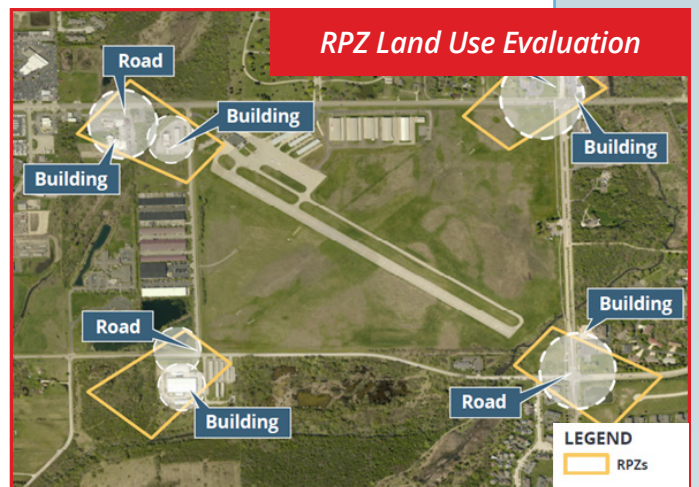 RPZ Land Use Evaluation
Road
Building
Building
Building
Building
Road
Road
Building
LEGEND
RPZs